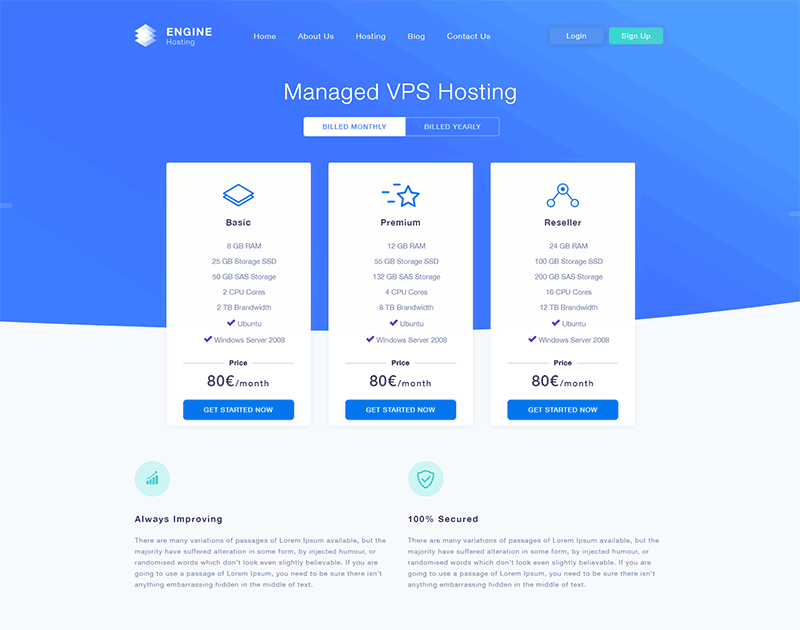 ENGINE
Hosting
Home About Us Hosting Blog Contact Us Login Sign Up
Managed VPS Hosting
BILLED MONTHLY BILLED YEARLY
Basic
8 GB RAM
25 GB Storage SSD
50 GB SAS Storage
2 CPU Cores
2 TB Brandwidth
Ubuntu
Windows Server 2008
Price
80€/month
GET STARTED NOW
Premium
12 GB RAM
55 GB Storage SSD
132 GB SAS Storage
4 CPU Cores
8 TB Brandwidth
Ubuntu
Windows Server 2008
Price
80€/month
GET STARTED NOW
Reseller
24 GB RAM
100 GB Storage SSD
200 GB SAS Storage
16 CPU Cores
12 TB Brandwidth
Ubuntu
Windows Server 2008
Price
80€/month
GET STARTED NOW
Always Improving
There are many variations of passages of Lorem Ipsum available, but the
majority have suffered alteration in some form, by injected humour, or
randomised words which don't look even slightly believable. If you are
going to use a passage of Lorem Ipsum, you need to be sure there isn't
anything embarrassing hidden in the middle of text.
100% Secured
There are many variations of passages of Lorem Ipsum available, but the
majority have suffered alteration in some form, by injected humour, or
randomised words which don't look even slightly believable. If you are
going to use a passage of Lorem Ipsum, you need to be sure there isn't
anything embarrassing hidden in the middle of text.